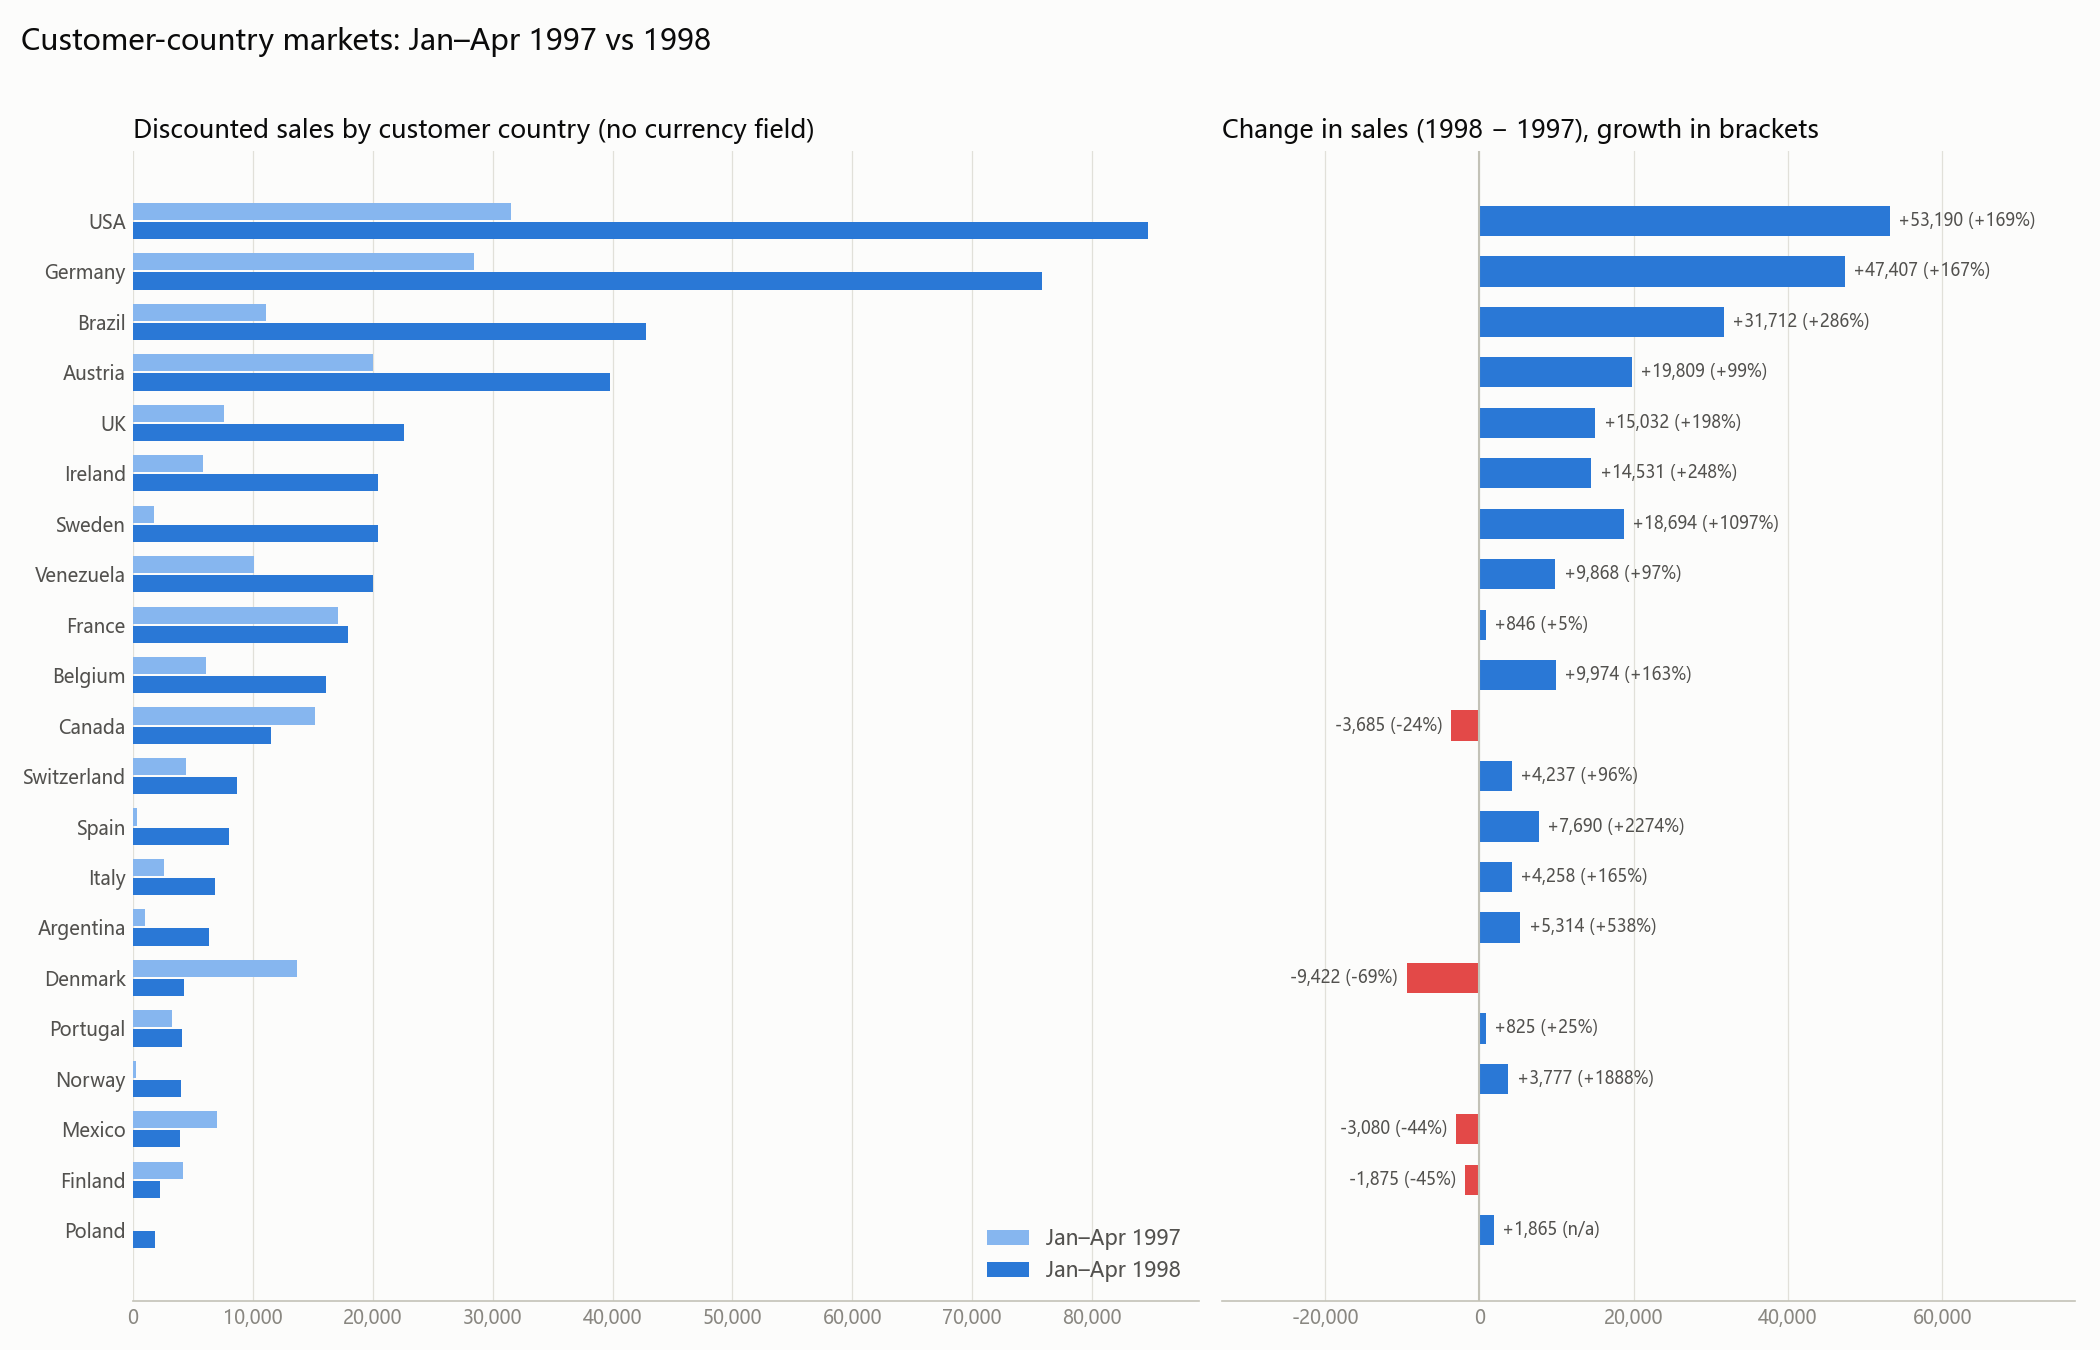 Customer-country markets: Jan–Apr 1997 vs 1998
Discounted sales by customer country (no currency field)
USA
Germany
Brazil
Austria
UK
Ireland
Sweden
Venezuela
France
Belgium
Canada
Switzerland
Spain
Italy
Argentina
Denmark
Portugal
Norway
Mexico
Finland
Poland
Jan–Apr 1997
Jan–Apr 1998
0 10,000 20,000 30,000 40,000 50,000 60,000 70,000 80,000
Change in sales (1998 − 1997), growth in brackets
+53,190 (+169%)
+47,407 (+167%)
+31,712 (+286%)
+19,809 (+99%)
+15,032 (+198%)
+14,531 (+248%)
+18,694 (+1097%)
+9,868 (+97%)
+846 (+5%)
+9,974 (+163%)
-3,685 (-24%)
+4,237 (+96%)
+7,690 (+2274%)
+4,258 (+165%)
+5,314 (+538%)
-9,422 (-69%)
+825 (+25%)
+3,777 (+1888%)
-3,080 (-44%)
-1,875 (-45%)
+1,865 (n/a)
-20,000 0 20,000 40,000 60,000